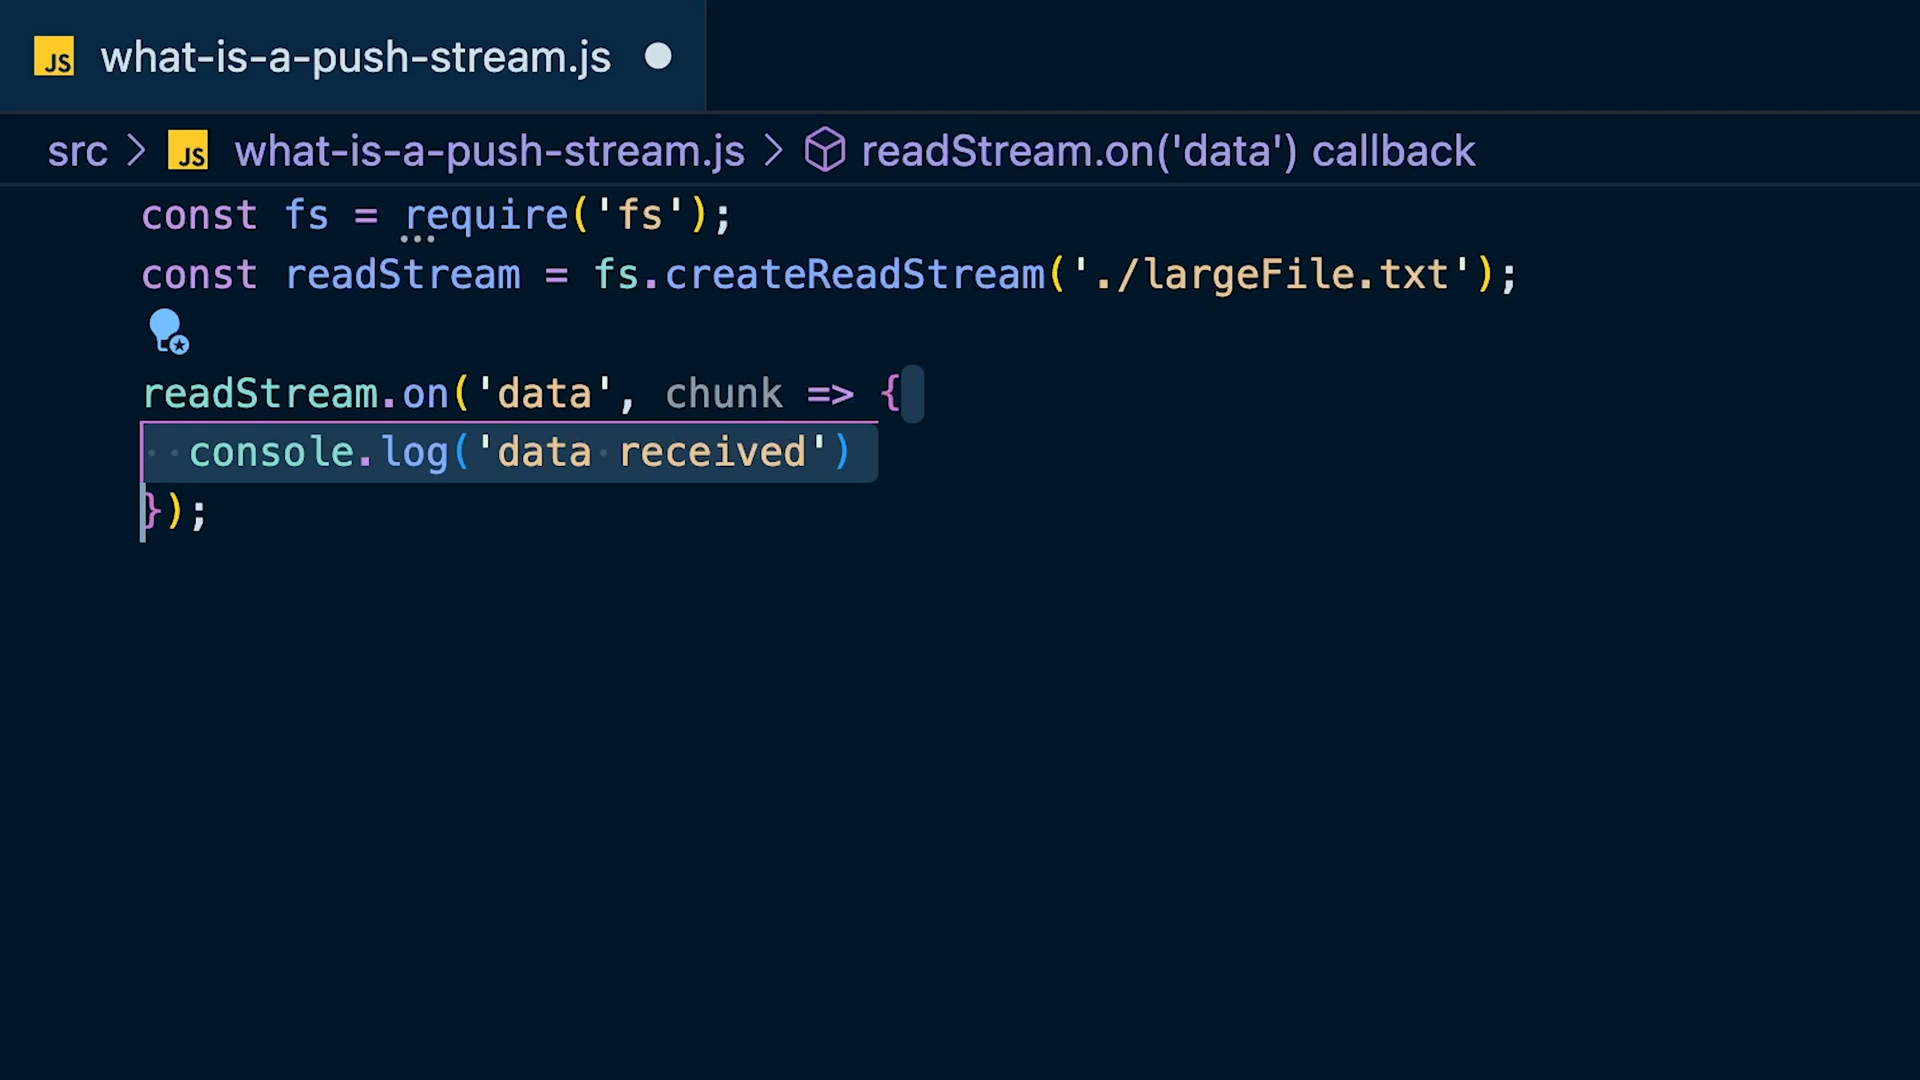 JS what-is-a-push-stream.js
src > JS what-is-a-push-stream.js > readStream.on('data') callback
const fs = require('fs');
const readStream = fs.createReadStream('./largeFile.txt');
readStream.on('data', chunk => {
  console.log('data received')
});